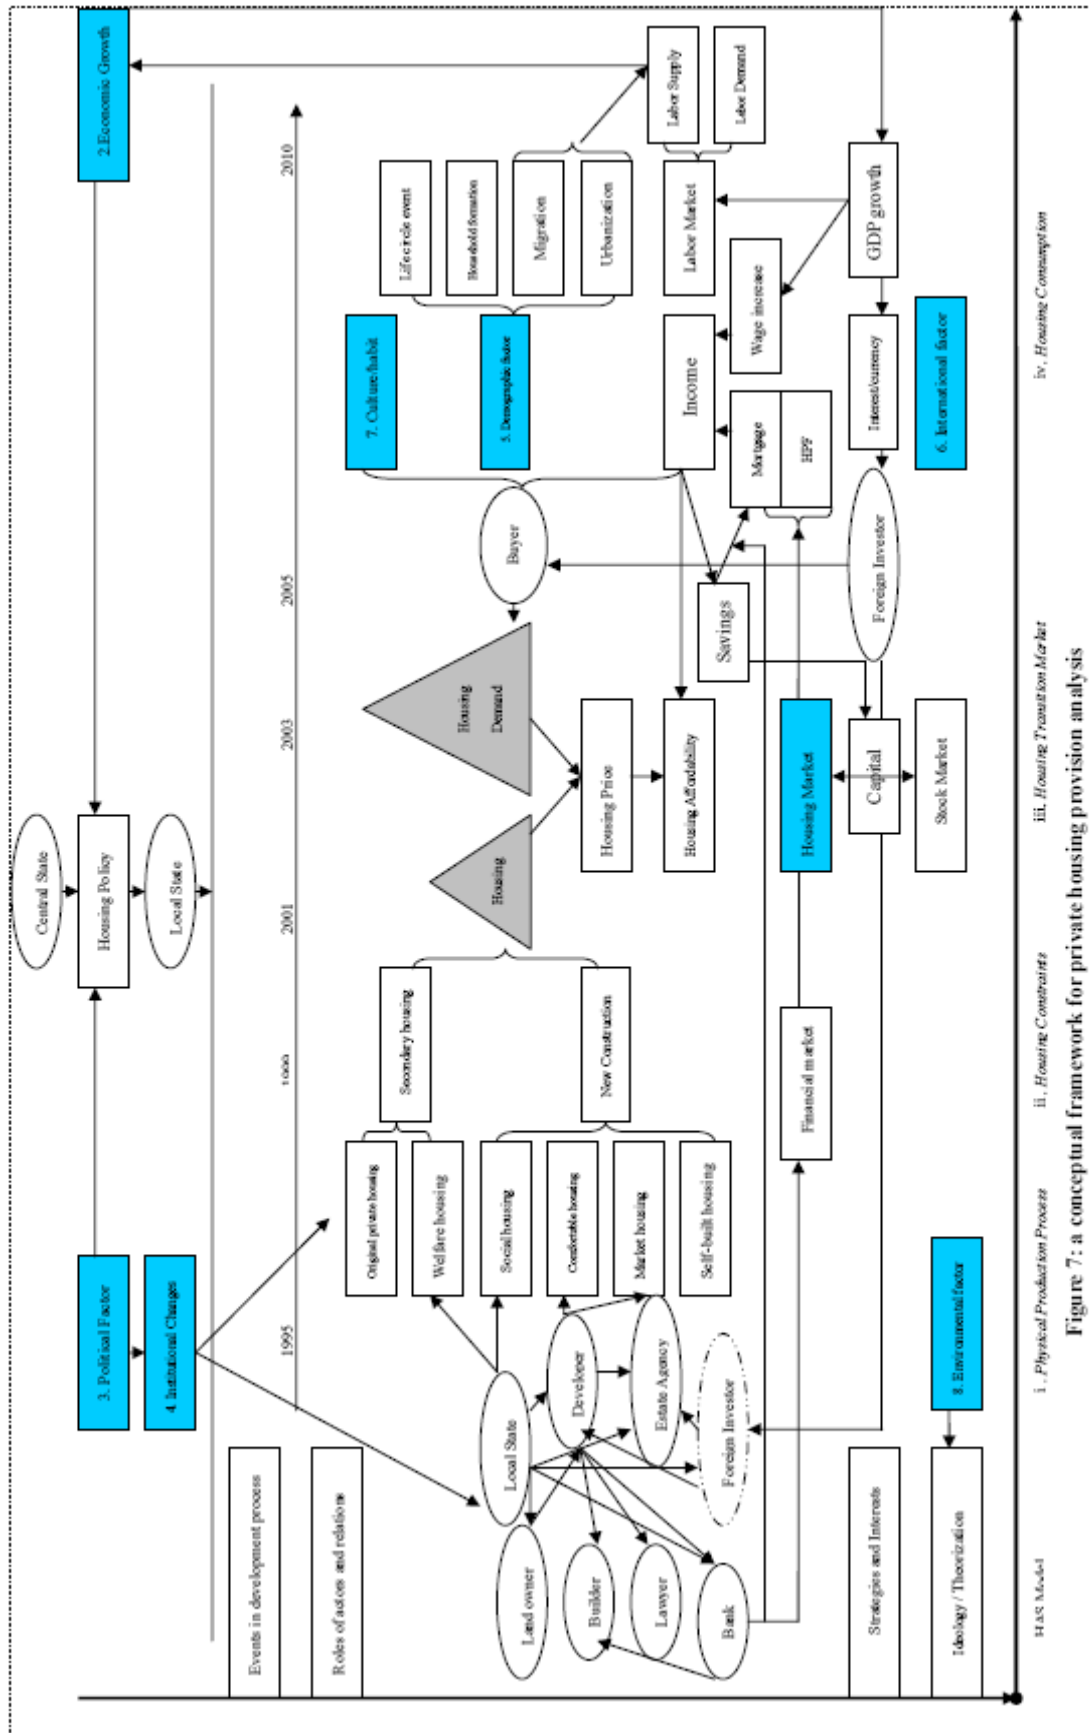 Central State
3. Political Factor
Housing Policy
2.Economic Growth
4. Institutional Changes
Local State
Events in development process
Roles of actors and relations
1995
2001
2003
2005
2010
Original private housing
Welfare housing
Secondary housing
Social housing
Comfortable housing
Market housing
Self-built housing
New Construction
Housing
Housing
Demand
Buyer
7. Culture/habit
5. Demographic factor
Life circle event
Household formation
Migration
Urbanization
Labor Supply
Labor Demand
Labor Market
Local State
Developer
Estate Agency
Foreign Investor
Land owner
Builder
Lawyer
Bank
Housing Price
Housing Affordability
Income
Savings
Wage increase
Mortgage
HPF
Financial market
Housing Market
Capital
Stock Market
Foreign Investor
Interest/currency
GDP growth
6. International factor
Strategies and Interests
Ideology / Theorization
8. Environmental factor
i. Physical Production Process
ii. Housing Constraints
iii. Housing Transition Market
iv. Housing Consumption
Figure 7: a conceptual framework for private housing provision analysis